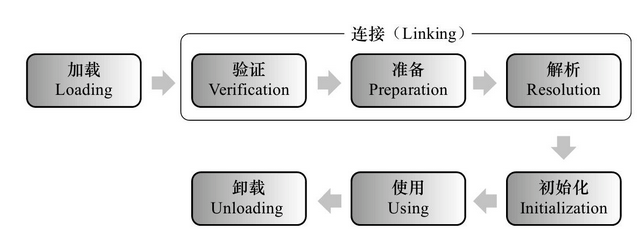 连接（Linking）
加载
Loading
验证
Verification
准备
Preparation
解析
Resolution
初始化
Initialization
使用
Using
卸载
Unloading